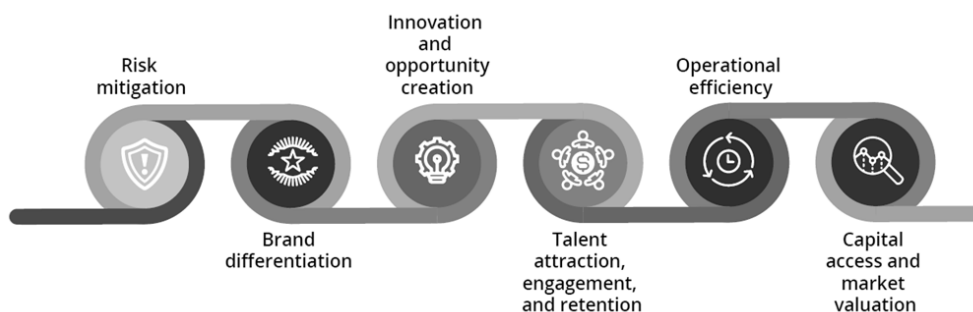 Risk
mitigation
Brand
differentiation
Innovation
and
opportunity
creation
Talent
attraction,
engagement,
and retention
Operational
efficiency
Capital
access and
market
valuation